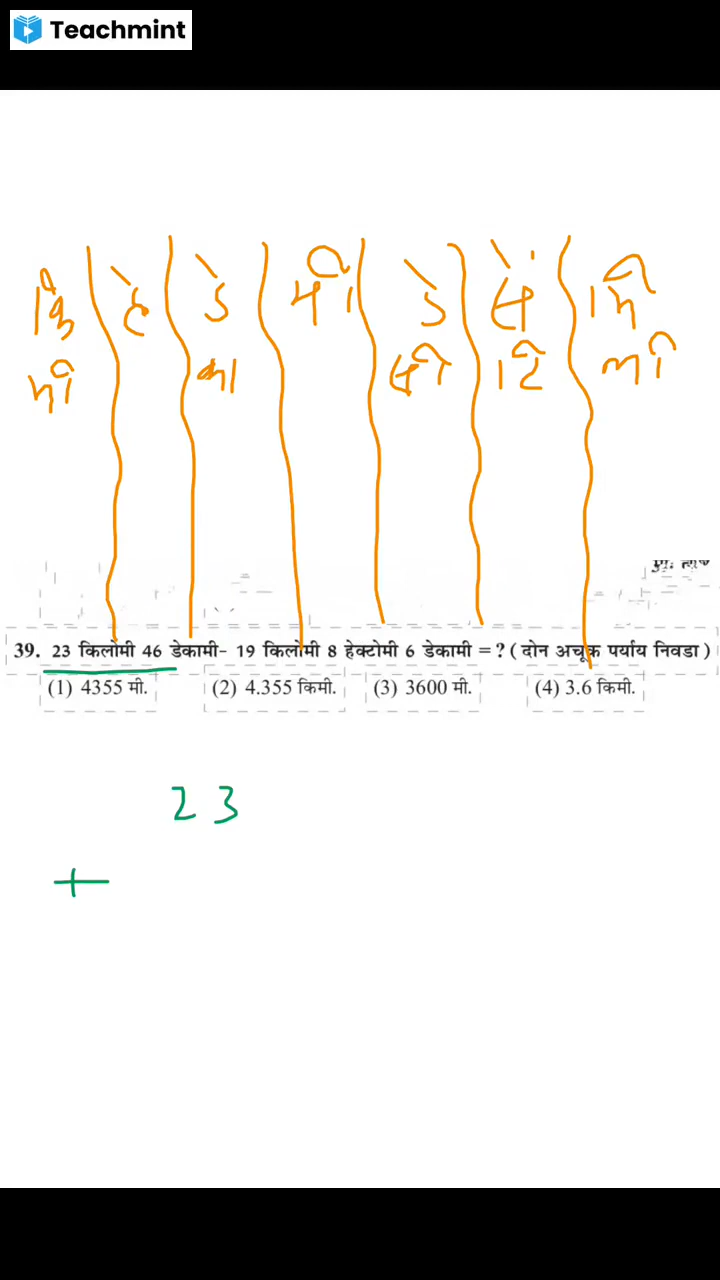 Teachmint
कि हे डे मी डे सें मि
मी का सी टि ली
39. 23 किलोमी 46 डेकामी- 19 किलोमी 8 हेक्टोमी 6 डेकामी = ? ( दोन अचूक पर्याय निवडा )
(1) 4355 मी. (2) 4.355 किमी. (3) 3600 मी. (4) 3.6 किमी.
23
+